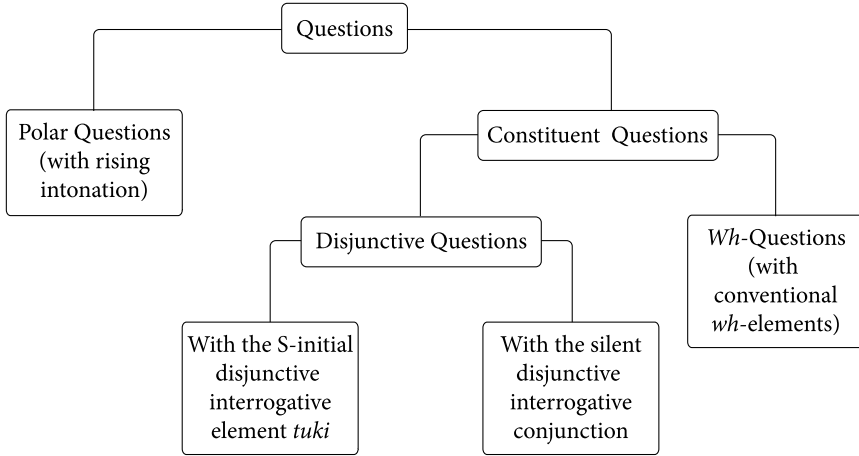 Questions
Polar Questions
(with rising
intonation)
Constituent Questions
Disjunctive Questions
Wh-Questions
(with
conventional
wh-elements)
With the S-initial
disjunctive
interrogative
element tuki
With the silent
disjunctive
interrogative
conjunction